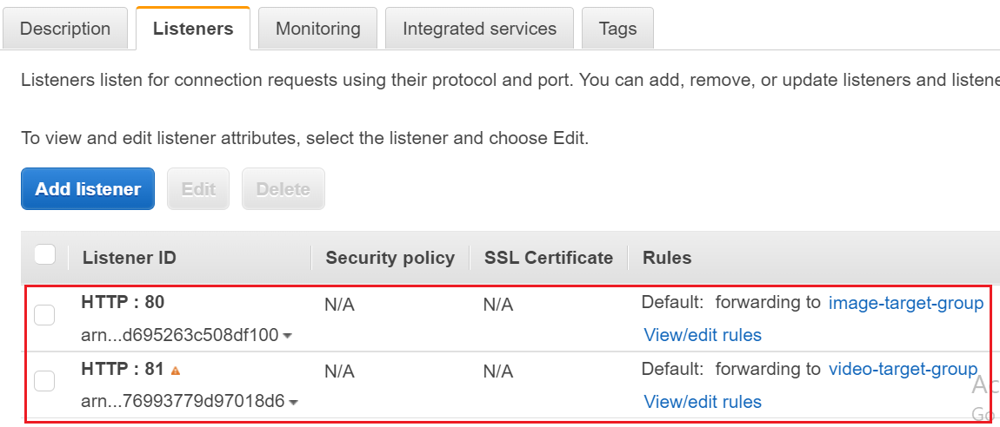 Description Listeners Monitoring Integrated services Tags
Listeners listen for connection requests using their protocol and port. You can add, remove, or update listeners and listene
To view and edit listener attributes, select the listener and choose Edit.
Add listener Edit Delete
Listener ID Security policy SSL Certificate Rules
HTTP : 80 N/A N/A Default: forwarding to image-target-group
arn...d695263c508df100 View/edit rules
HTTP : 81 N/A N/A Default: forwarding to video-target-group
arn...76993779d97018d6 View/edit rules
Ac
Go